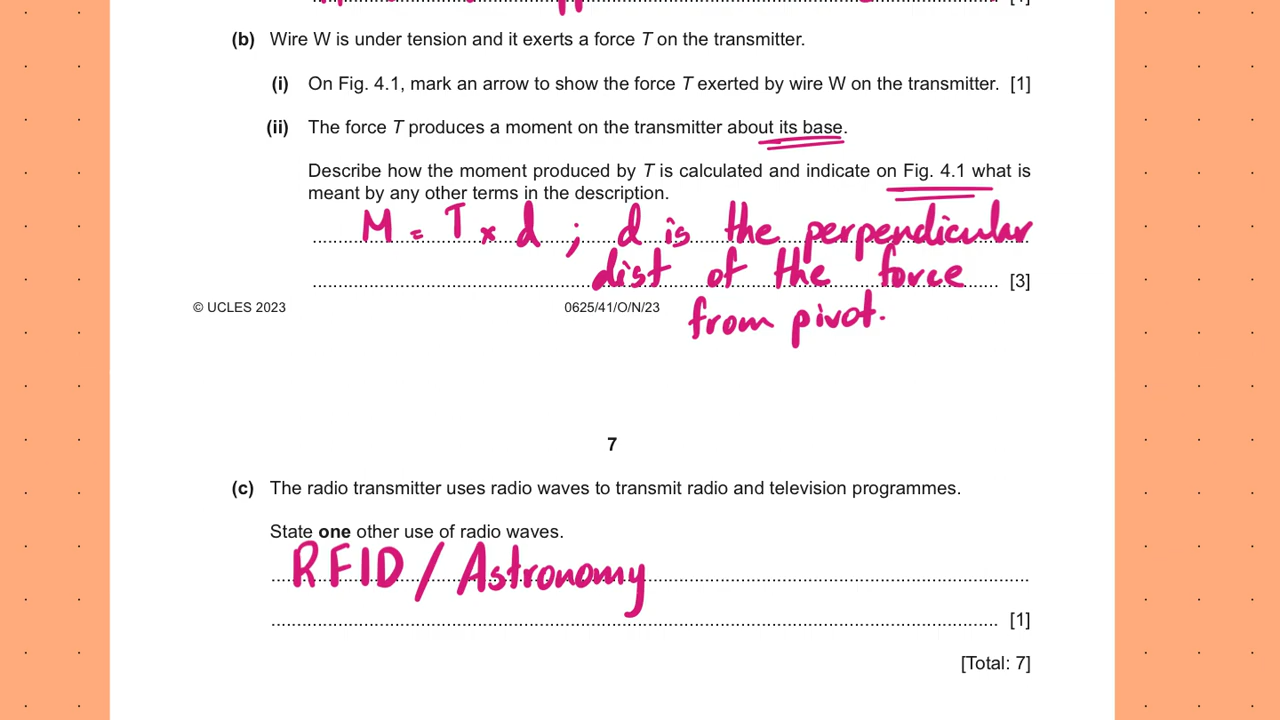 [1]
(b) Wire W is under tension and it exerts a force T on the transmitter.
(i) On Fig. 4.1, mark an arrow to show the force T exerted by wire W on the transmitter. [1]
(ii) The force T produces a moment on the transmitter about its base.
Describe how the moment produced by T is calculated and indicate on Fig. 4.1 what is
meant by any other terms in the description.
M = T × d ; d is the perpendicular
dist of the force
[3]
from pivot.
© UCLES 2023 0625/41/O/N/23
7
(c) The radio transmitter uses radio waves to transmit radio and television programmes.
State one other use of radio waves.
RFID / Astronomy
[1]
[Total: 7]